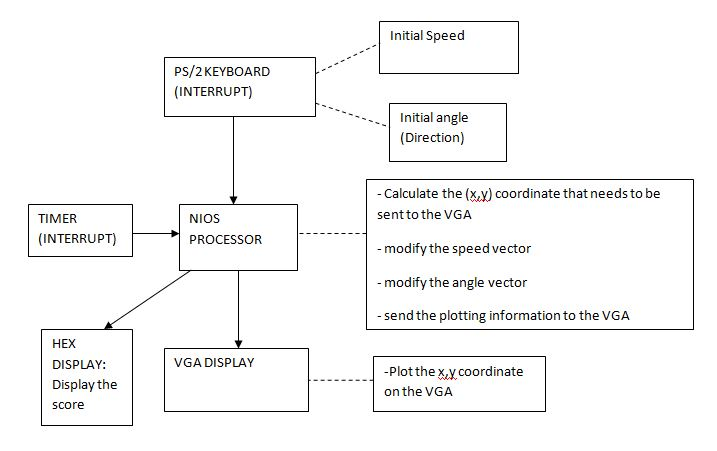 Initial Speed
PS/2 KEYBOARD
(INTERRUPT)
Initial angle
(Direction)
- Calculate the (x,y) coordinate that needs to be
sent to the VGA
- modify the speed vector
- modify the angle vector
- send the plotting information to the VGA
TIMER
(INTERRUPT)
NIOS
PROCESSOR
HEX
DISPLAY:
Display the
score
VGA DISPLAY
-Plot the x,y coordinate
on the VGA